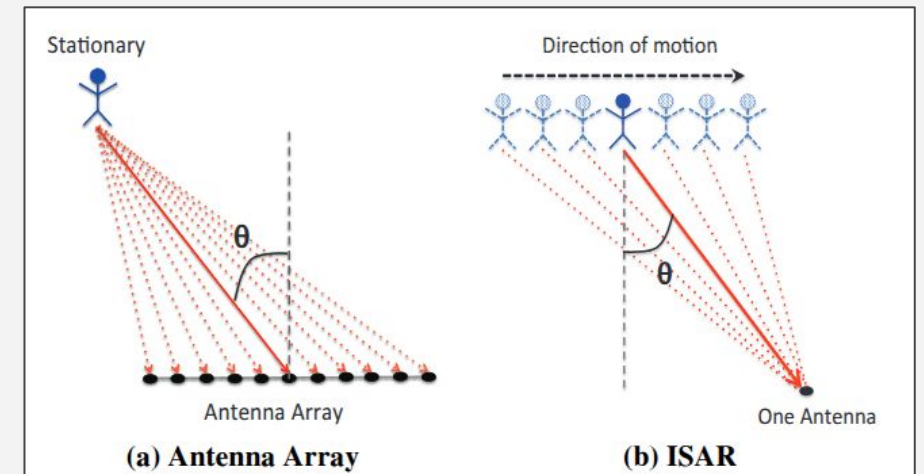 Stationary
θ
Antenna Array
(a) Antenna Array
Direction of motion
θ
One Antenna
(b) ISAR